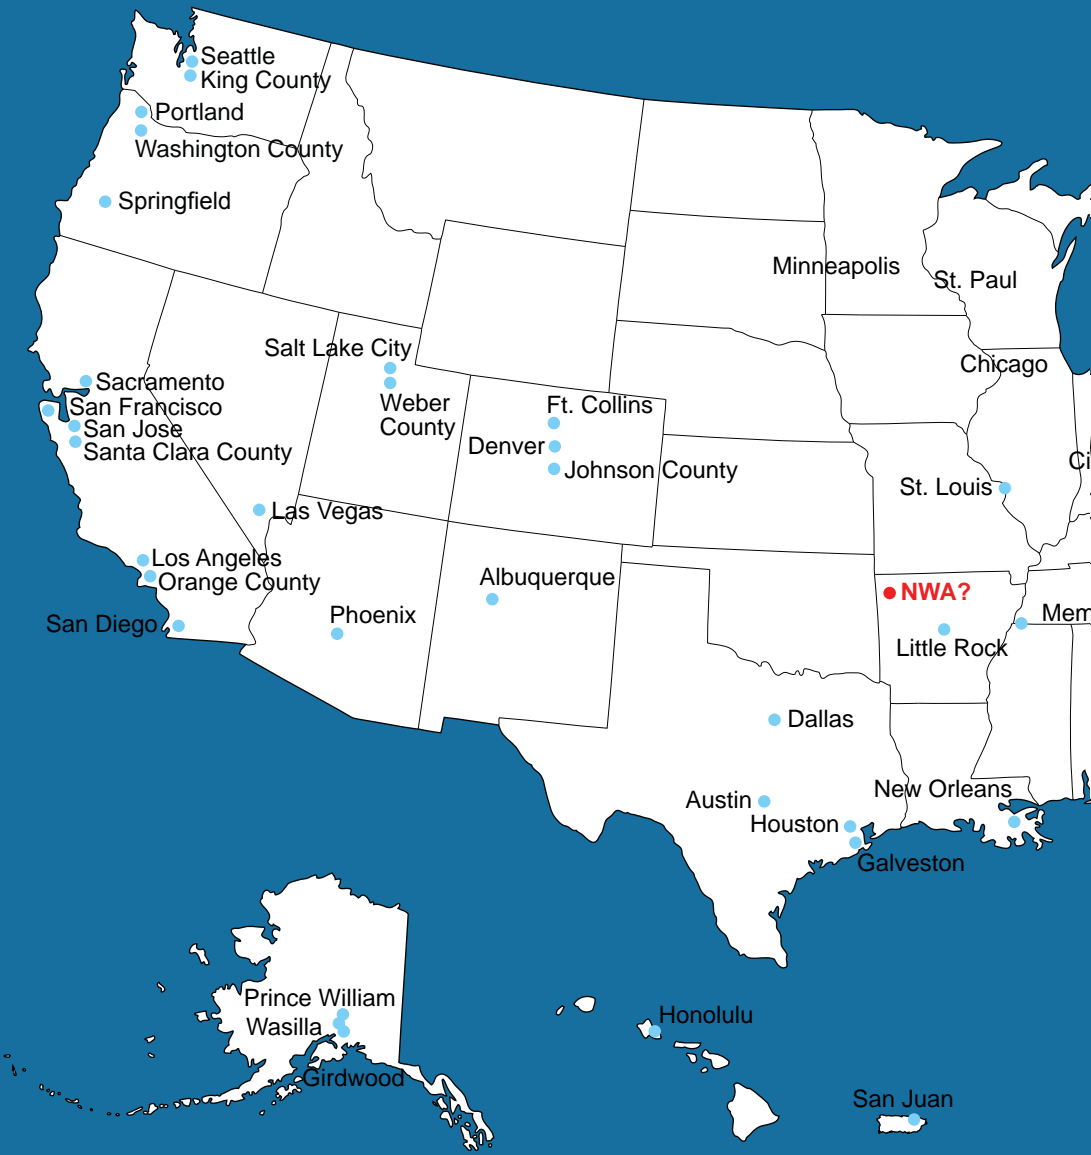 Seattle
King County
Portland
Washington County
Springfield
Minneapolis
St. Paul
Salt Lake City
Chicago
Sacramento
Weber
County
San Francisco
Ft. Collins
San Jose
Santa Clara County
Denver
Johnson County
Ci
St. Louis
Las Vegas
Los Angeles
Orange County
Albuquerque
NWA?
Phoenix
San Diego
Mem
Little Rock
Dallas
New Orleans
Austin
Houston
Galveston
Prince William
Wasilla
Honolulu
Girdwood
San Juan